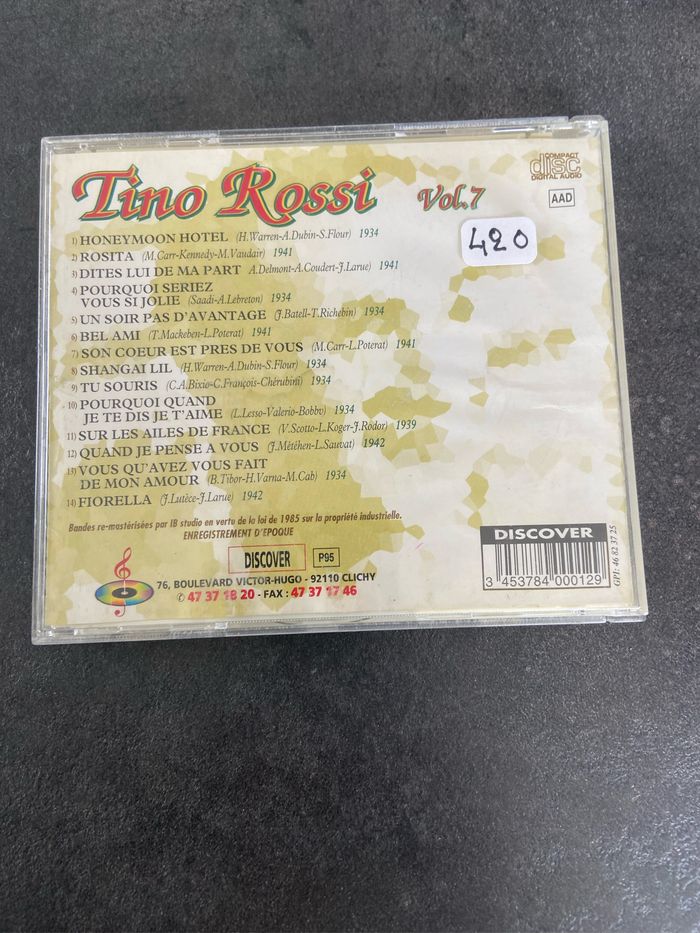 Tino Rossi Vol.7
COMPACT
disc
DIGITAL AUDIO
AAD
420
1) HONEYMOON HOTEL (H.Warren-A.Dubin-S.Flour) 1934
2) ROSITA (M.Carr-Kennedy-M.Vaudair) 1941
3) DITES LUI DE MA PART A.Delmont-A.Coudert-J.Larue) 1941
4) POURQUOI SERIEZ
VOUS SI JOLIE (Saadi-A.Lebreton) 1934
5) UN SOIR PAS D'AVANTAGE (J.Batell-T.Richebin) 1934
6) BEL AMI (T.Mackeben-L.Poterat) 1941
7) SON COEUR EST PRES DE VOUS (M.Carr-L.Poterat) 1941
8) SHANGAI LIL (H.Warren-A.Dubin-S.Flour) 1934
9) TU SOURIS (C.A.Bixio-C.François-Chérubini) 1934
10) POURQUOI QUAND
JE TE DIS JE T'AIME (L.Lesso-Valerio-Bobby) 1934
11) SUR LES AILES DE FRANCE (V.Scotto-L.Koger-J.Rodor) 1939
12) QUAND JE PENSE A VOUS (J.Météhen-L.Sauvat) 1942
13) VOUS QU'AVEZ VOUS FAIT
DE MON AMOUR (B.Tibor-H.Varna-M.Cab) 1934
14) FIORELLA (J.Lutèce-J.Larue) 1942
Bandes re-mastérisées par IB studio en vertu de la loi de 1985 sur la propriété industrielle.
ENREGISTREMENT D'EPOQUE
DISCOVER P95
76, BOULEVARD VICTOR-HUGO - 92110 CLICHY
✆ 47 37 18 20 - FAX : 47 37 17 46
DISCOVER
3 453784 000129
GPI: 46 82 37 25